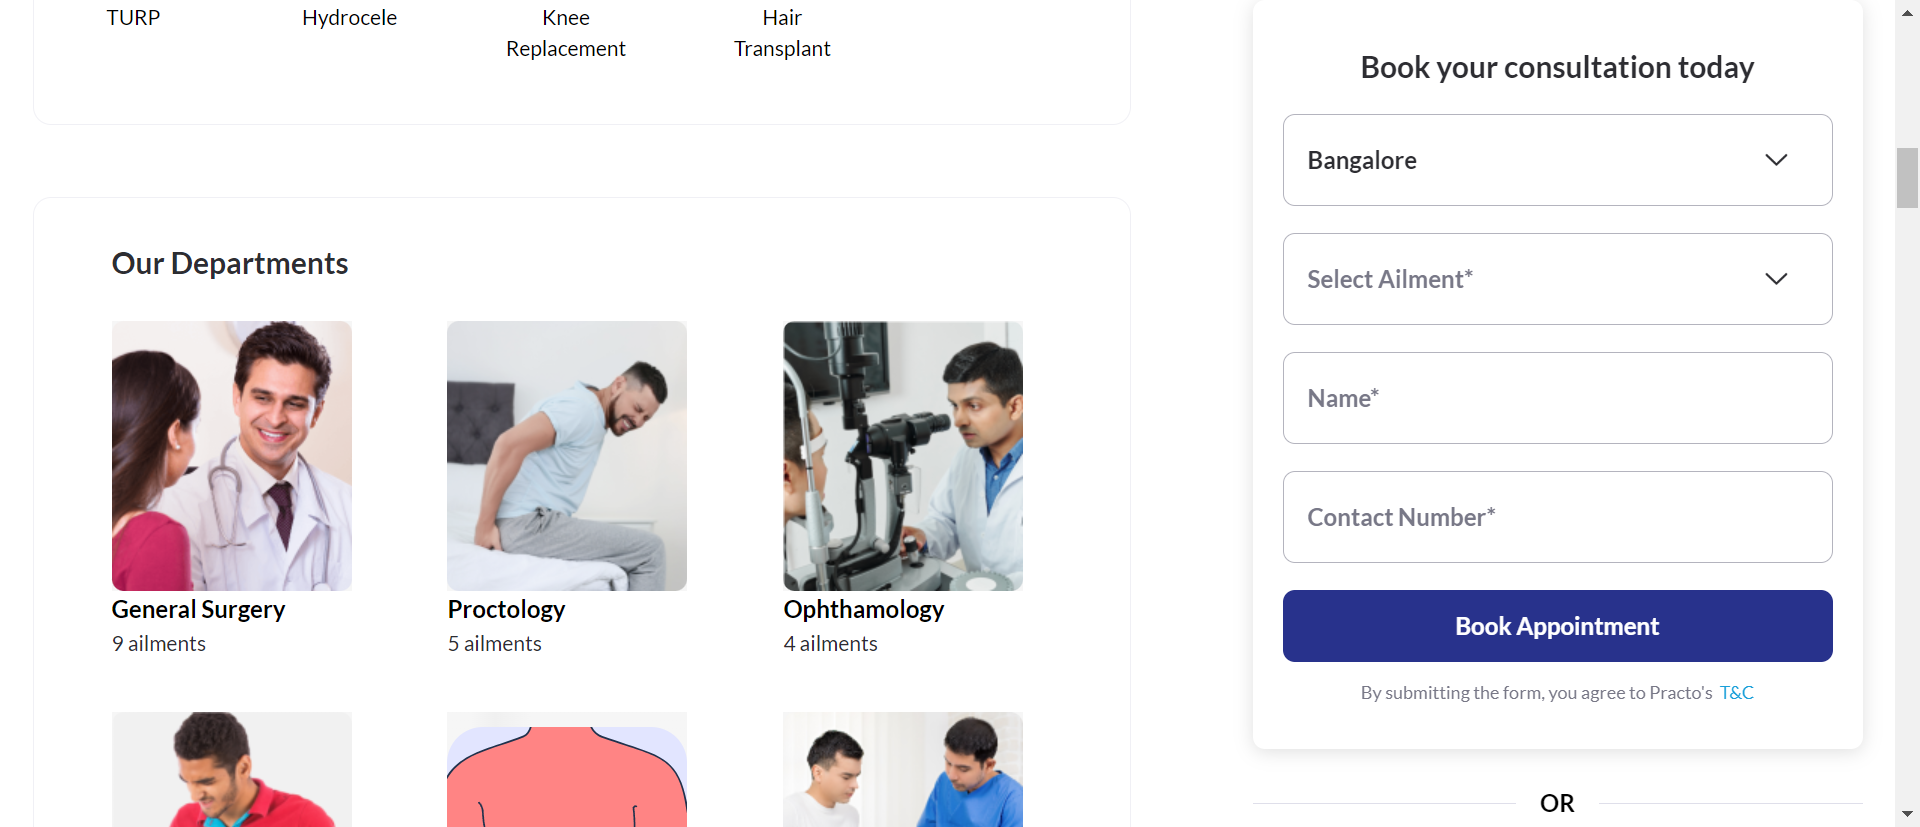 TURP
Hydrocele
Knee
Replacement
Hair
Transplant
Our Departments
General Surgery
9 ailments
Proctology
5 ailments
Ophthamology
4 ailments
Book your consultation today
Bangalore
Select Ailment*
Name*
Contact Number*
Book Appointment
By submitting the form, you agree to Practo's T&C
OR